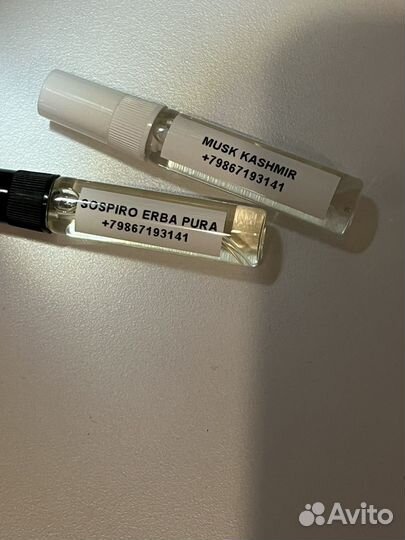 MUSK KASHMIR
+79867193141
SOSPIRO ERBA PURA
+79867193141
Avito